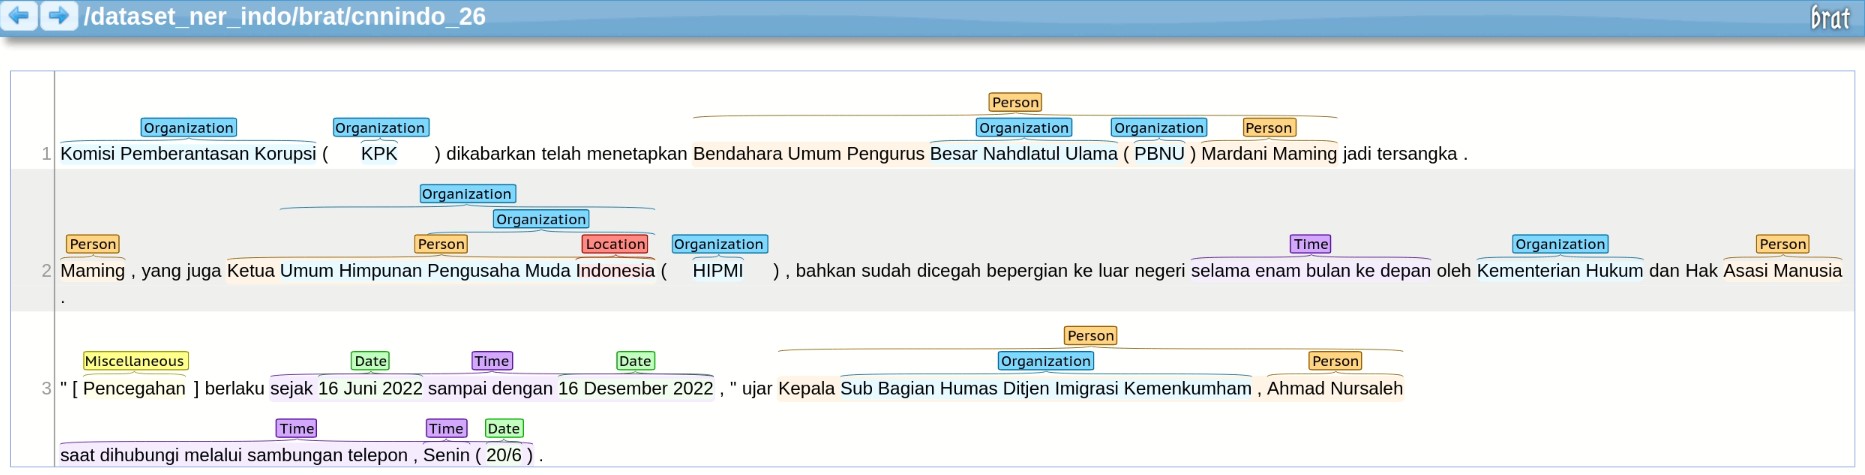 /dataset_ner_indo/brat/cnnindo_26 brat
Person
Organization Organization Organization Organization Person
1 Komisi Pemberantasan Korupsi ( KPK ) dikabarkan telah menetapkan Bendahara Umum Pengurus Besar Nahdlatul Ulama ( PBNU ) Mardani Maming jadi tersangka .
Organization
Organization
Person Person Location Organization Time Organization Person
2 Maming , yang juga Ketua Umum Himpunan Pengusaha Muda Indonesia ( HIPMI ) , bahkan sudah dicegah bepergian ke luar negeri selama enam bulan ke depan oleh Kementerian Hukum dan Hak Asasi Manusia
.
Person
Miscellaneous Date Time Date Organization Person
3 " [ Pencegahan ] berlaku sejak 16 Juni 2022 sampai dengan 16 Desember 2022 , " ujar Kepala Sub Bagian Humas Ditjen Imigrasi Kemenkumham , Ahmad Nursaleh
Time Time Date
saat dihubungi melalui sambungan telepon , Senin ( 20/6 ) .